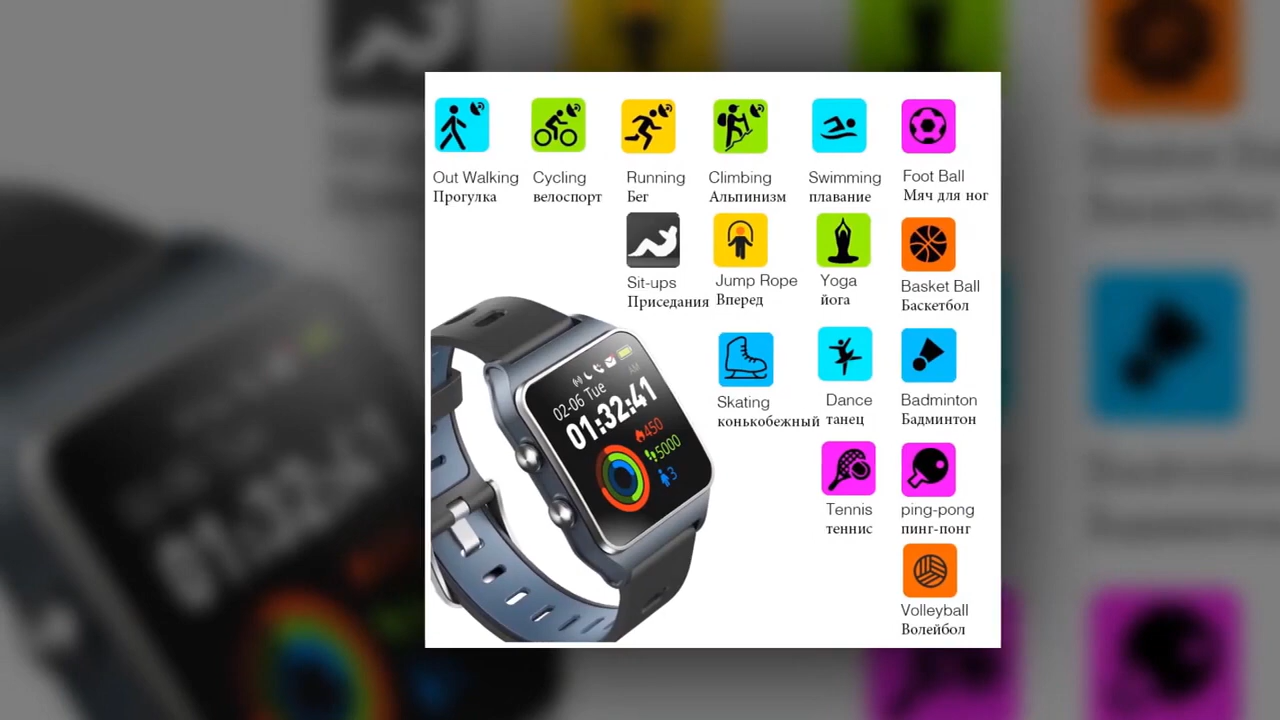 Out Walking
Прогулка
Cycling
велоспорт
Running
Бег
Climbing
Альпинизм
Swimming
плавание
Foot Ball
Мяч для ног
Sit-ups
Приседания
Jump Rope
Вперед
Yoga
йога
Basket Ball
Баскетбол
AM
02-06 Tue
01:32:41
450
5000
3
Skating
конькобежный
Dance
танец
Badminton
Бадминтон
Tennis
теннис
ping-pong
пинг-понг
Volleyball
Волейбол